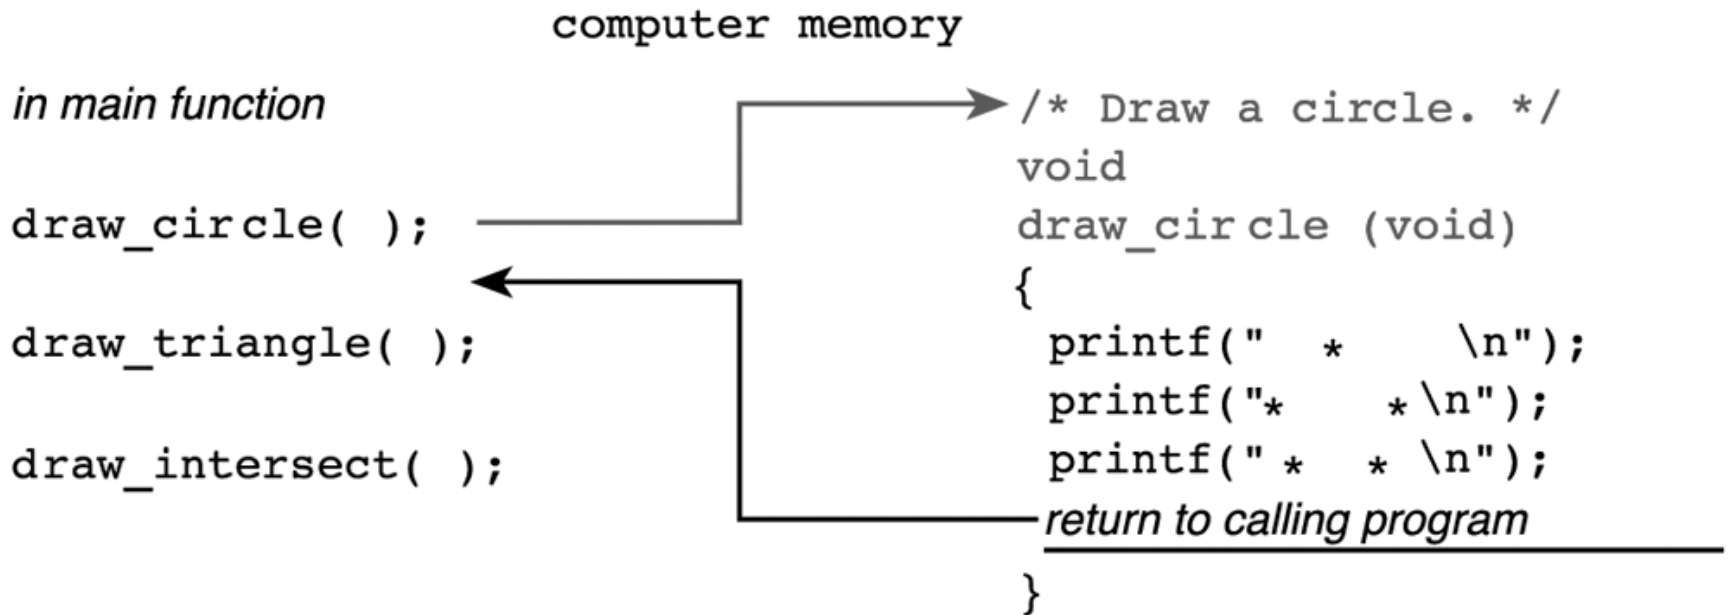 computer memory
in main function
draw_circle( );
draw_triangle( );
draw_intersect( );
/* Draw a circle. */
void
draw_circle (void)
{
printf("  *    \n");
printf("*    * \n");
printf(" *  * \n");
return to calling program
}